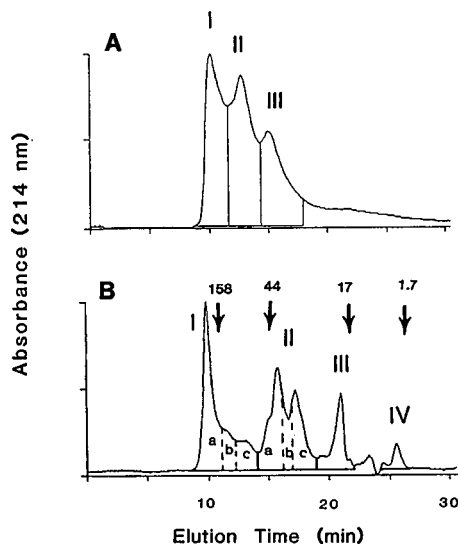 A
I
II
III
Absorbance (214 nm)
B
158
44
17
1.7
I
II
III
IV
a
b
c
a
b
c
10
20
30
Elution Time (min)